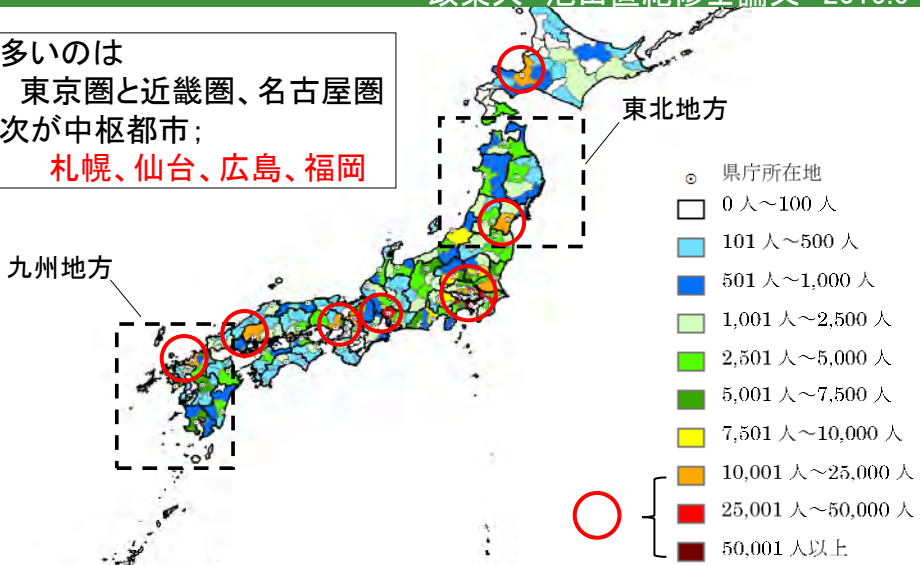 多いのは
東京圏と近畿圏、名古屋圏
次が中枢都市;
札幌、仙台、広島、福岡
東北地方
九州地方
県庁所在地
0 人～100 人
101 人～500 人
501 人～1,000 人
1,001 人～2,500 人
2,501 人～5,000 人
5,001 人～7,500 人
7,501 人～10,000 人
10,001 人～25,000 人
25,001 人～50,000 人
50,001 人以上